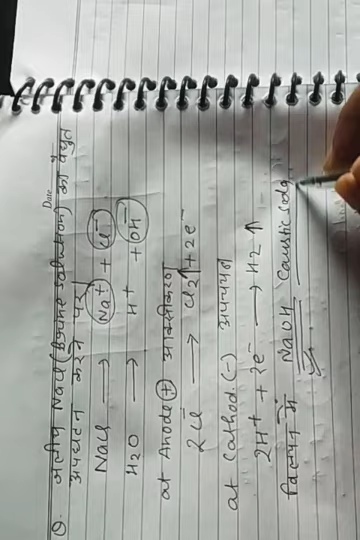 Date
Q. जलीय NaCl (Brine solution) का वैधुत
अपघटन करने पर।
NaCl ⟶ Na⁺ + Cl⁻
H₂O ⟶ H⁺ + OH⁻
at Anode (+) आक्सीकरण
2Cl⁻ ⟶ Cl₂↑ + 2e⁻
at Cathod (-) अपचयन
2H⁺ + 2e⁻ ⟶ H₂↑
विलयन में NaOH Caustic Soda